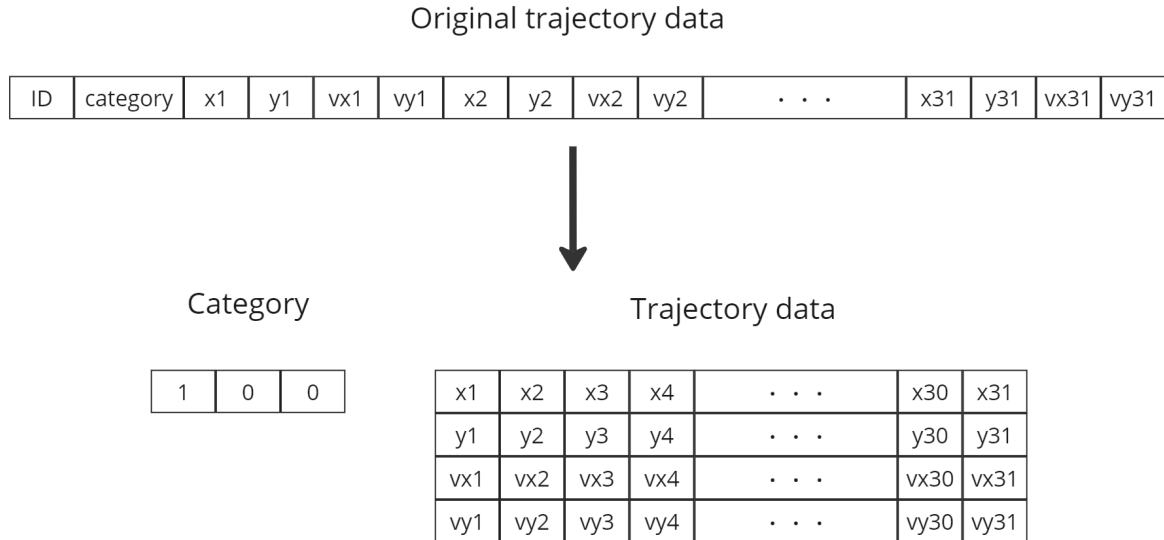 Original trajectory data
ID category x1 y1 vx1 vy1 x2 y2 vx2 vy2 . . . x31 y31 vx31 vy31
Category
Trajectory data
1 0 0
x1 x2 x3 x4 . . . x30 x31
y1 y2 y3 y4 . . . y30 y31
vx1 vx2 vx3 vx4 . . . vx30 vx31
vy1 vy2 vy3 vy4 . . . vy30 vy31